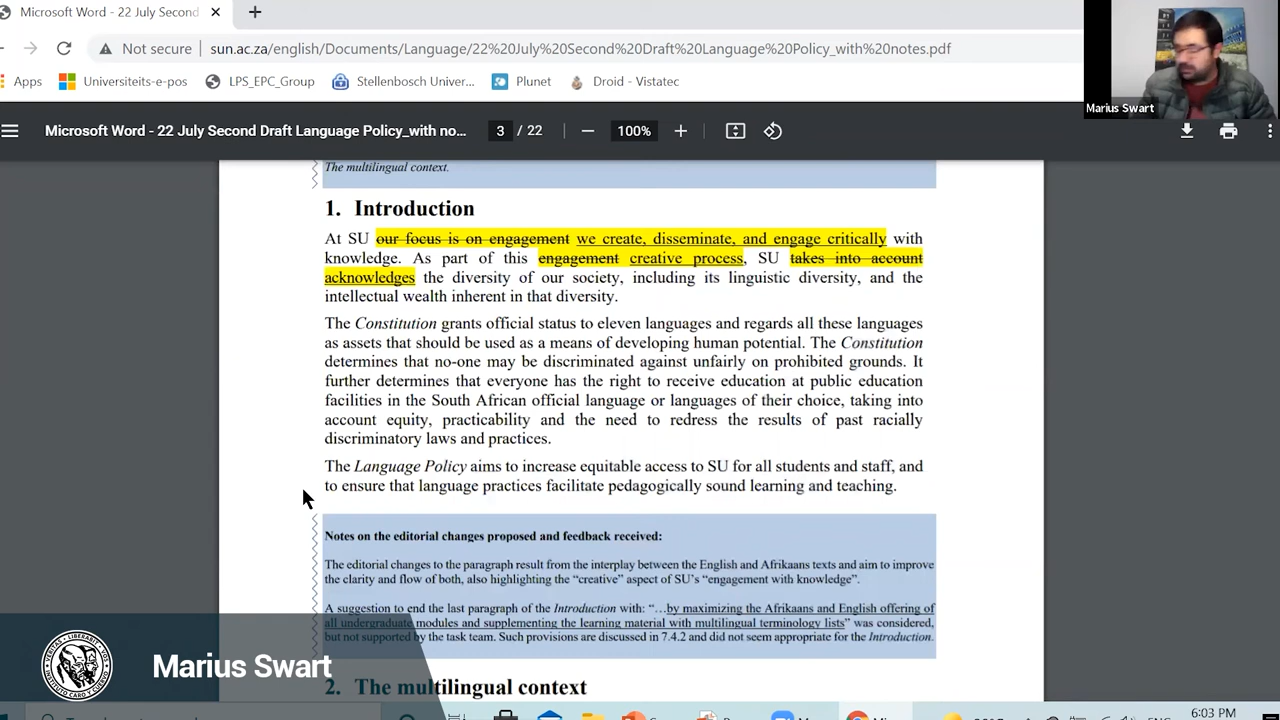 Microsoft Word - 22 July Second
Not secure
sun.ac.za/english/Documents/Language/22%20July%20Second%20Draft%20Language%20Policy_with%20notes.pdf
Apps
Universiteits-e-pos
LPS_EPC_Group
Stellenbosch Univer...
Plunet
Droid - Vistatec
Marius Swart
Microsoft Word - 22 July Second Draft Language Policy_with no...
3 / 22
100%
The multilingual context.
1. Introduction
At SU our focus is on engagement we create, disseminate, and engage critically with
knowledge. As part of this engagement creative process, SU takes into account
acknowledges the diversity of our society, including its linguistic diversity, and the
intellectual wealth inherent in that diversity.
The Constitution grants official status to eleven languages and regards all these languages
as assets that should be used as a means of developing human potential. The Constitution
determines that no-one may be discriminated against unfairly on prohibited grounds. It
further determines that everyone has the right to receive education at public education
facilities in the South African official language or languages of their choice, taking into
account equity, practicability and the need to redress the results of past racially
discriminatory laws and practices.
The Language Policy aims to increase equitable access to SU for all students and staff, and
to ensure that language practices facilitate pedagogically sound learning and teaching.
Notes on the editorial changes proposed and feedback received:
The editorial changes to the paragraph result from the interplay between the English and Afrikaans texts and aim to improve
the clarity and flow of both, also highlighting the “creative” aspect of SU’s “engagement with knowledge”.
A suggestion to end the last paragraph of the Introduction with: “…by maximizing the Afrikaans and English offering of
all undergraduate modules and supplementing the learning material with multilingual terminology lists” was considered,
but not supported by the task team. Such provisions are discussed in 7.4.2 and did not seem appropriate for the Introduction.
Marius Swart
2. The multilingual context
6:03 PM